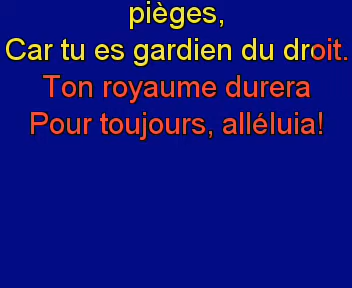 pièges,
Car tu es gardien du droit.
Ton royaume durera
Pour toujours, alléluia!